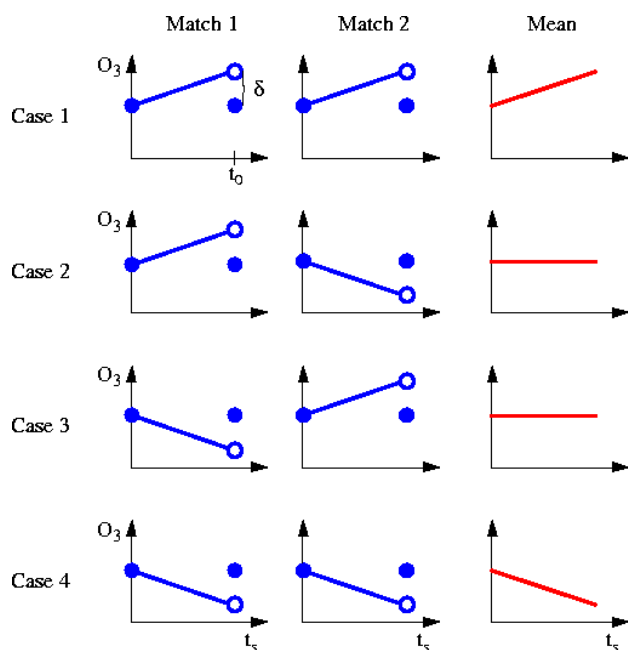 Match 1 Match 2 Mean
O₃
δ
Case 1
t₀
O₃
Case 2
O₃
Case 3
O₃
Case 4
tₛ tₛ tₛ